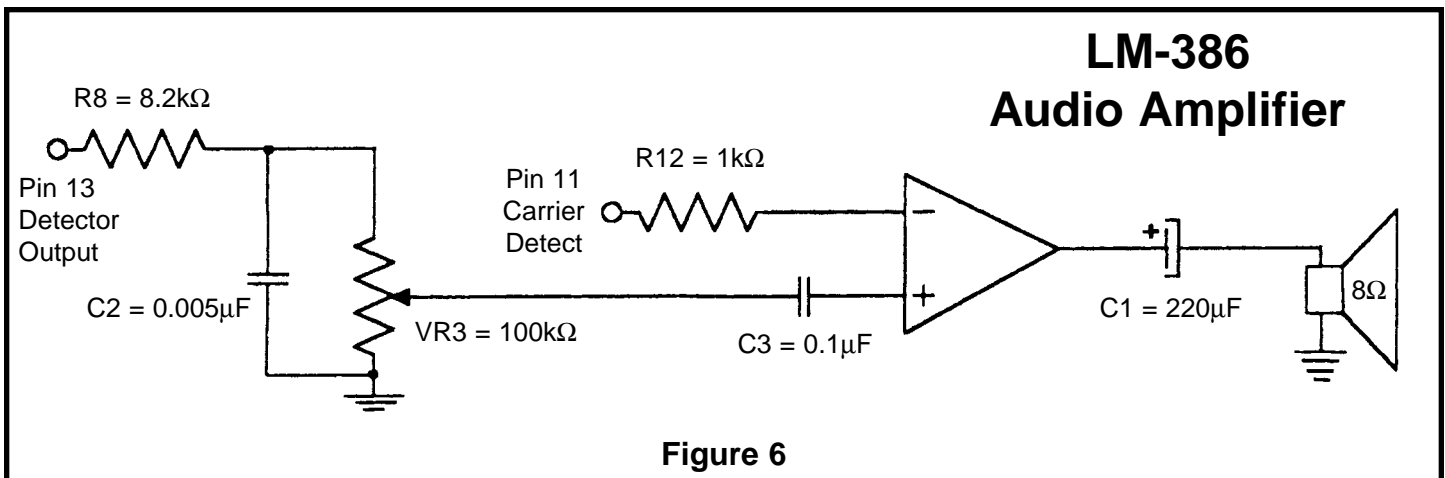 LM-386
Audio Amplifier
R8 = 8.2kΩ
Pin 13
Detector
Output
C2 = 0.005μF
VR3 = 100kΩ
Pin 11
Carrier
Detect
R12 = 1kΩ
−
+
C3 = 0.1μF
+
C1 = 220μF
8Ω
Figure 6